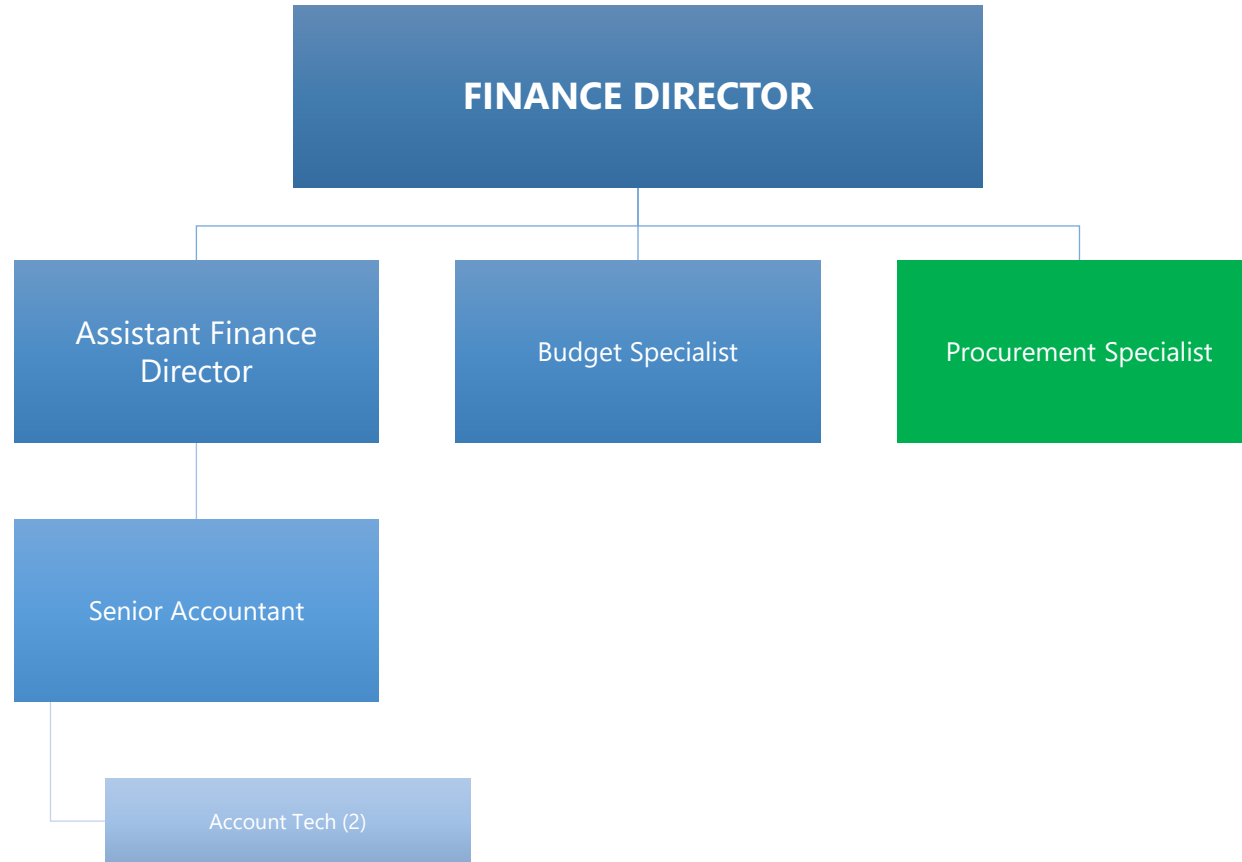 FINANCE DIRECTOR
Assistant Finance
Director
Budget Specialist
Procurement Specialist
Senior Accountant
Account Tech (2)